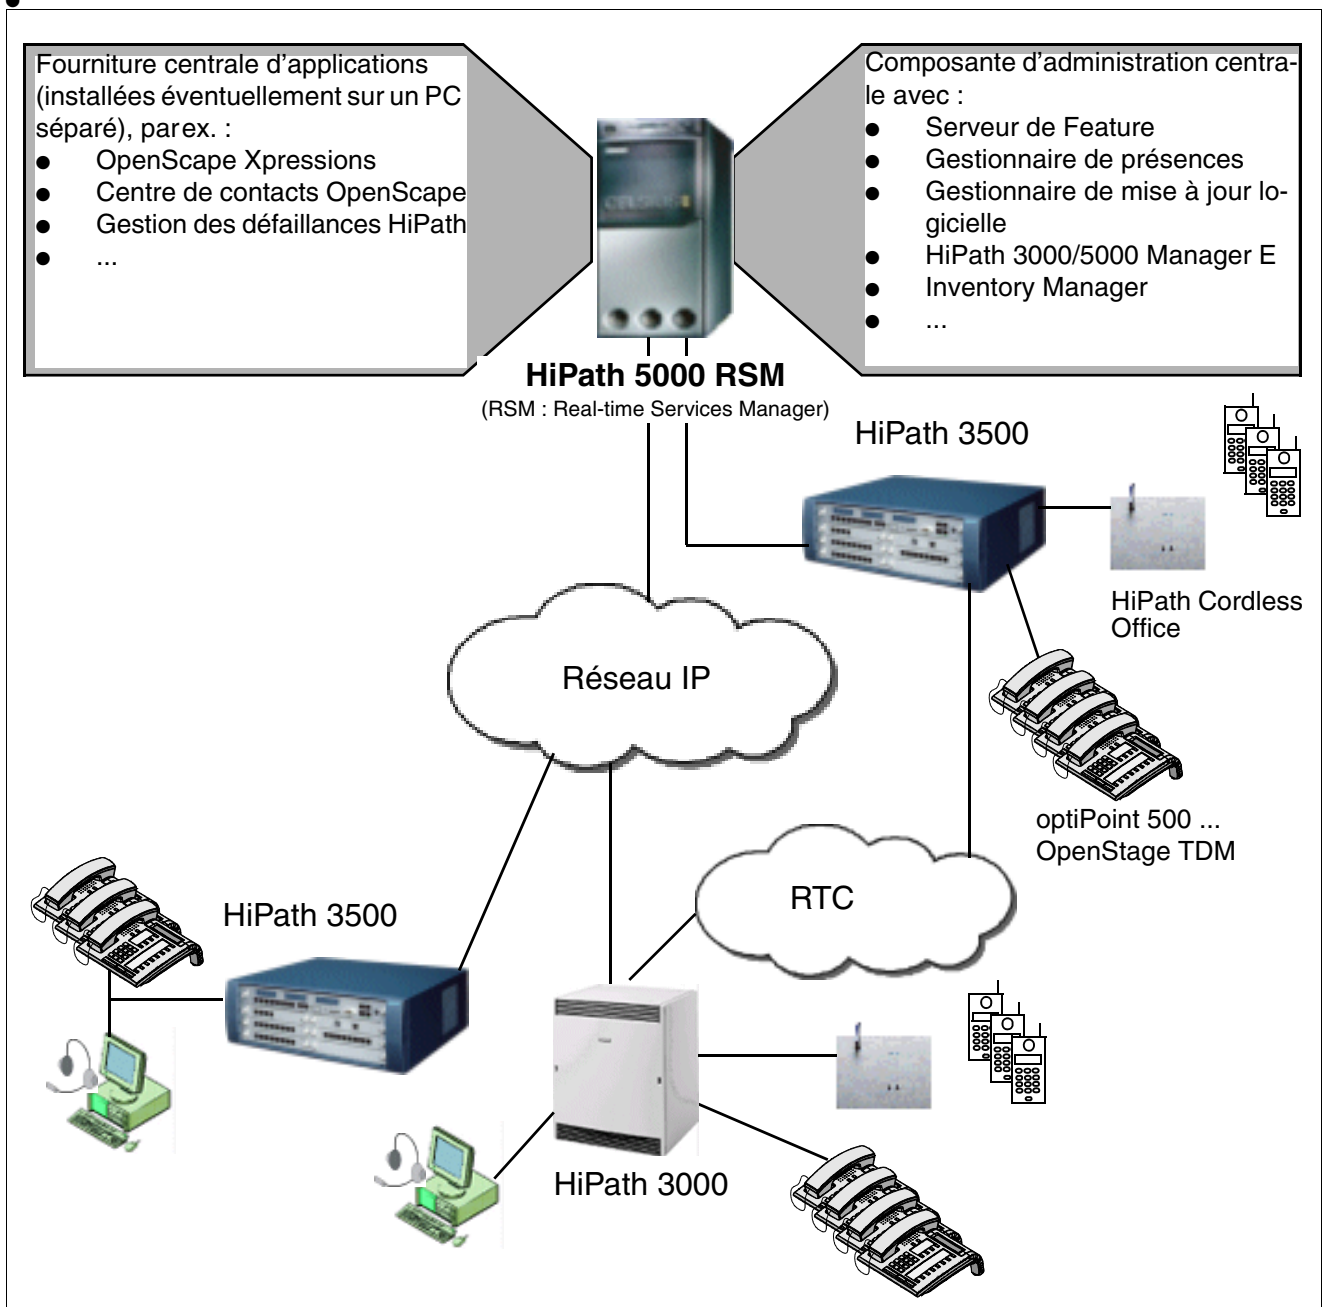 Fourniture centrale d'applications
(installées éventuellement sur un PC
séparé), parex. :
● OpenScape Xpressions
● Centre de contacts OpenScape
● Gestion des défaillances HiPath
● ...
Composante d'administration centra-
le avec :
● Serveur de Feature
● Gestionnaire de présences
● Gestionnaire de mise à jour lo-
gicielle
● HiPath 3000/5000 Manager E
● Inventory Manager
● ...
CELSIUS
HiPath 5000 RSM
(RSM : Real-time Services Manager)
HiPath 3500
HiPath Cordless
Office
Réseau IP
optiPoint 500 ...
OpenStage TDM
RTC
HiPath 3500
HiPath 3000